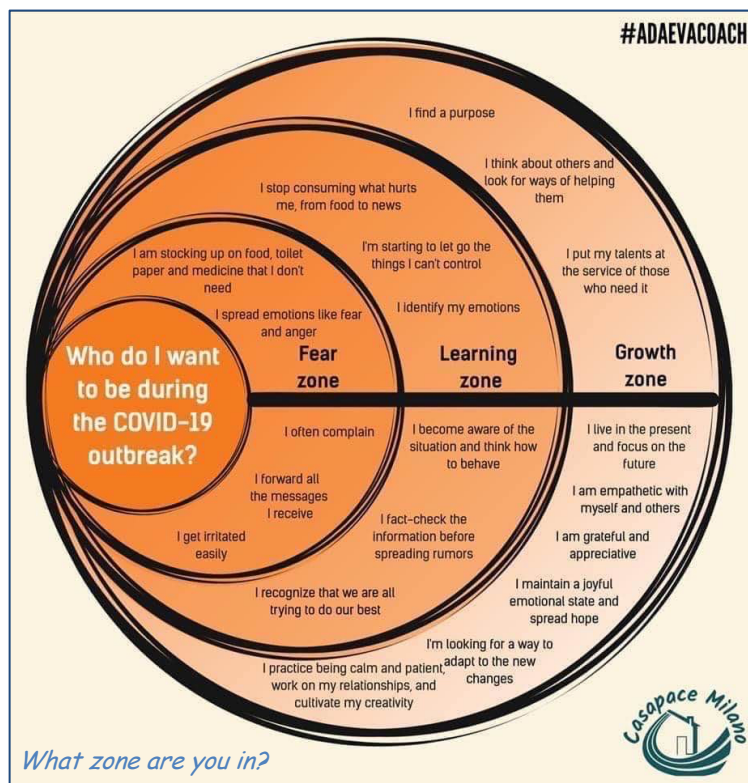 #ADAEVACOACH
I find a purpose
I think about others and
look for ways of helping
them
I stop consuming what hurts
me, from food to news
I'm starting to let go the
things I can't control
I put my talents at
the service of those
who need it
I am stocking up on food, toilet
paper and medicine that I don't
need
I identify my emotions
I spread emotions like fear
and anger
Who do I want
to be during
the COVID-19
outbreak?
Fear
zone
Learning
zone
Growth
zone
I often complain
I become aware of the
situation and think how
to behave
I live in the present
and focus on the
future
I forward all
the messages
I receive
I am empathetic with
myself and others
I fact-check the
information before
spreading rumors
I get irritated
easily
I am grateful and
appreciative
I recognize that we are all
trying to do our best
I maintain a joyful
emotional state and
spread hope
I'm looking for a way to
adapt to the new
changes
I practice being calm and patient,
work on my relationships, and
cultivate my creativity
Casapace Milano
What zone are you in?